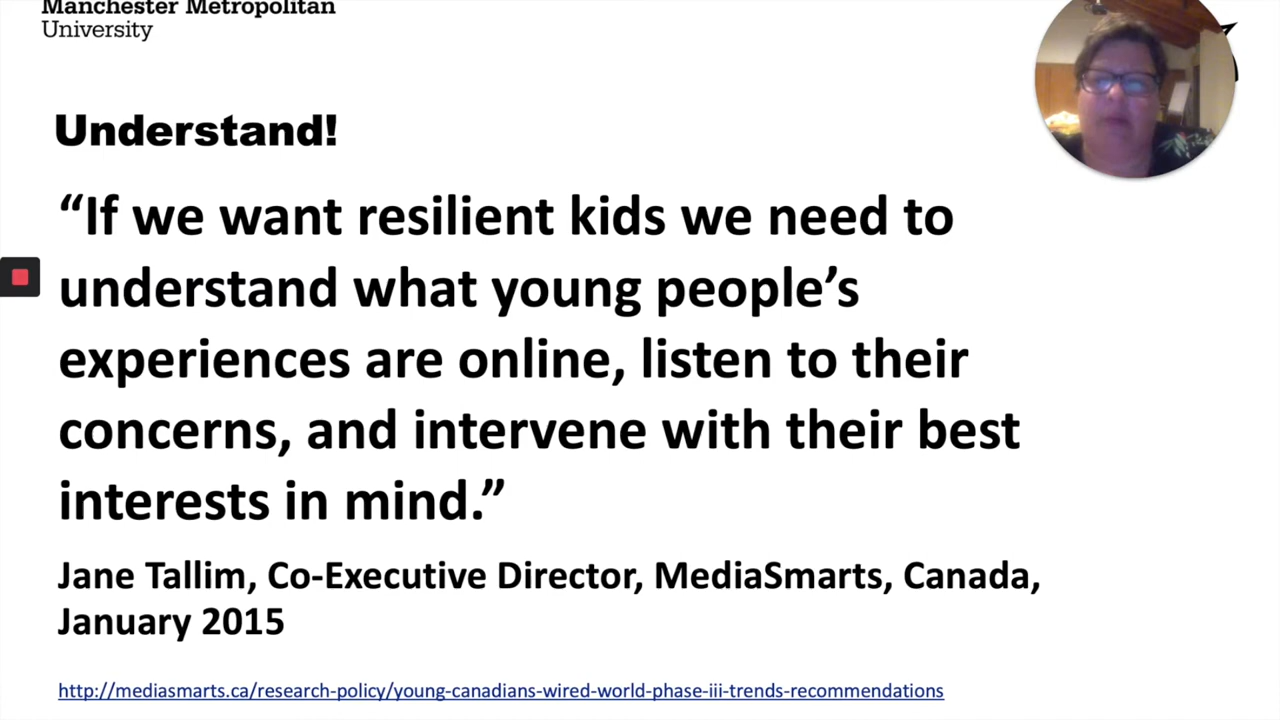 Manchester Metropolitan
University
Understand!
“If we want resilient kids we need to
understand what young people’s
experiences are online, listen to their
concerns, and intervene with their best
interests in mind.”
Jane Tallim, Co-Executive Director, MediaSmarts, Canada,
January 2015
http://mediasmarts.ca/research-policy/young-canadians-wired-world-phase-iii-trends-recommendations